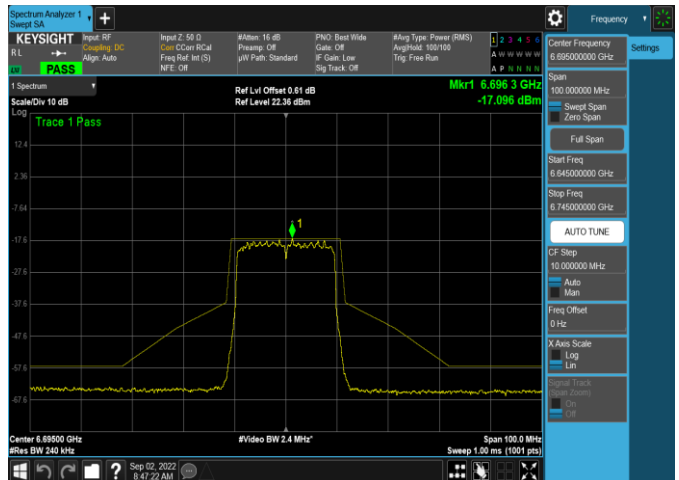 Spectrum Analyzer 1
Swept SA
Frequency
KEYSIGHT
RL
LXI
PASS
Input: RF
Coupling: DC
Align: Auto
Input Z: 50 Ω
Corr CCorr RCal
Freq Ref: Int (S)
NFE: Off
#Atten: 16 dB
Preamp: Off
µW Path: Standard
PNO: Best Wide
Gate: Off
IF Gain: Low
Sig Track: Off
#Avg Type: Power (RMS)
Avg|Hold: 100/100
Trig: Free Run
1 2 3 4 5 6
A W W W W W
A P N N N N
1 Spectrum
Scale/Div 10 dB
Log
Ref Lvl Offset 0.61 dB
Ref Level 22.36 dBm
Mkr1 6.696 3 GHz
-17.096 dBm
Trace 1 Pass
12.4
2.36
-7.64
-17.6
-27.6
-37.6
-47.6
-57.6
-67.6
1
Center 6.69500 GHz
#Res BW 240 kHz
#Video BW 2.4 MHz*
Span 100.0 MHz
Sweep 1.00 ms (1001 pts)
Sep 02, 2022
8:47:22 AM
Center Frequency
6.695000000 GHz
Span
100.000000 MHz
Swept Span
Zero Span
Full Span
Start Freq
6.645000000 GHz
Stop Freq
6.745000000 GHz
AUTO TUNE
CF Step
10.000000 MHz
Auto
Man
Freq Offset
0 Hz
X Axis Scale
Log
Lin
Signal Track
(Span Zoom)
On
Off
Settings